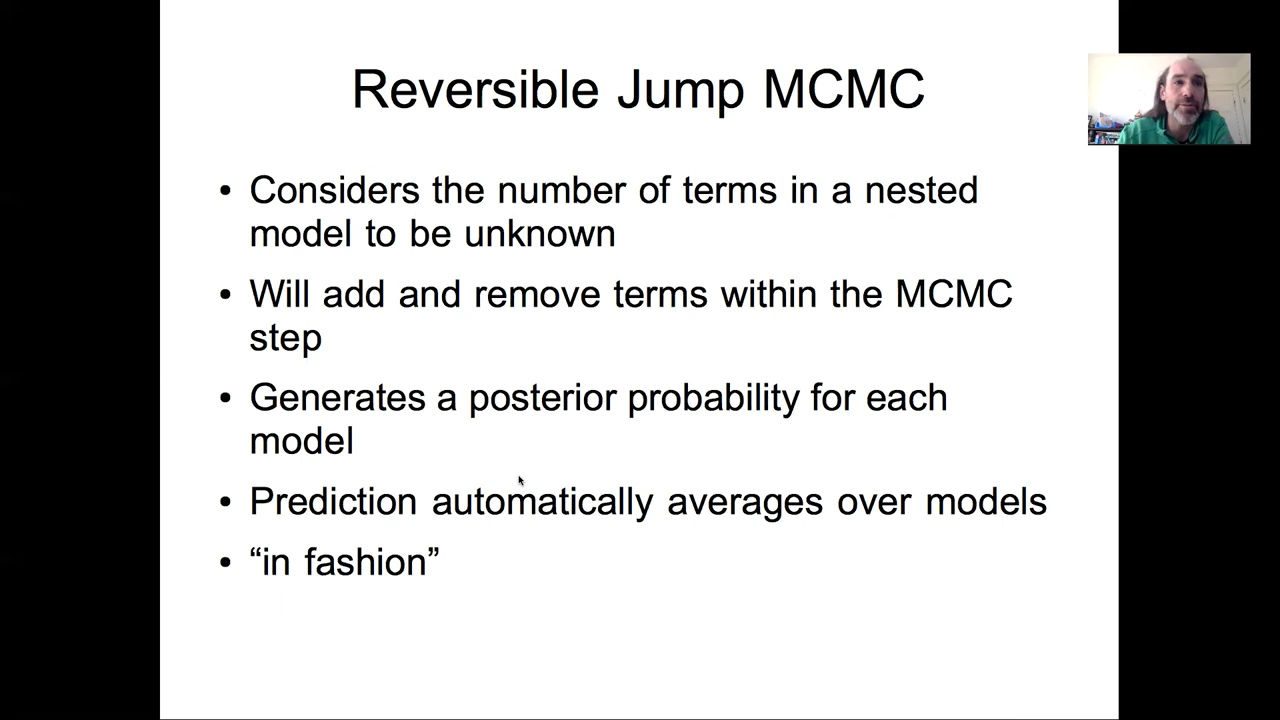 Reversible Jump MCMC
• Considers the number of terms in a nested
model to be unknown
• Will add and remove terms within the MCMC
step
• Generates a posterior probability for each
model
• Prediction automatically averages over models
• “in fashion”